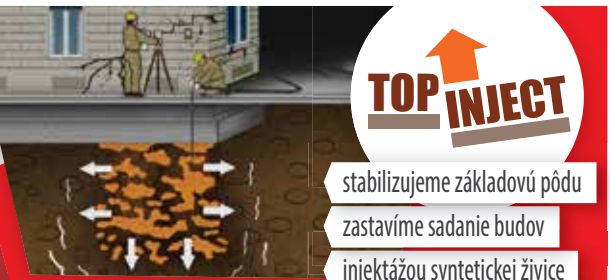 TOP INJECT
stabilizujeme základovú pôdu
zastavíme sadanie budov
injektážou syntetickej živice